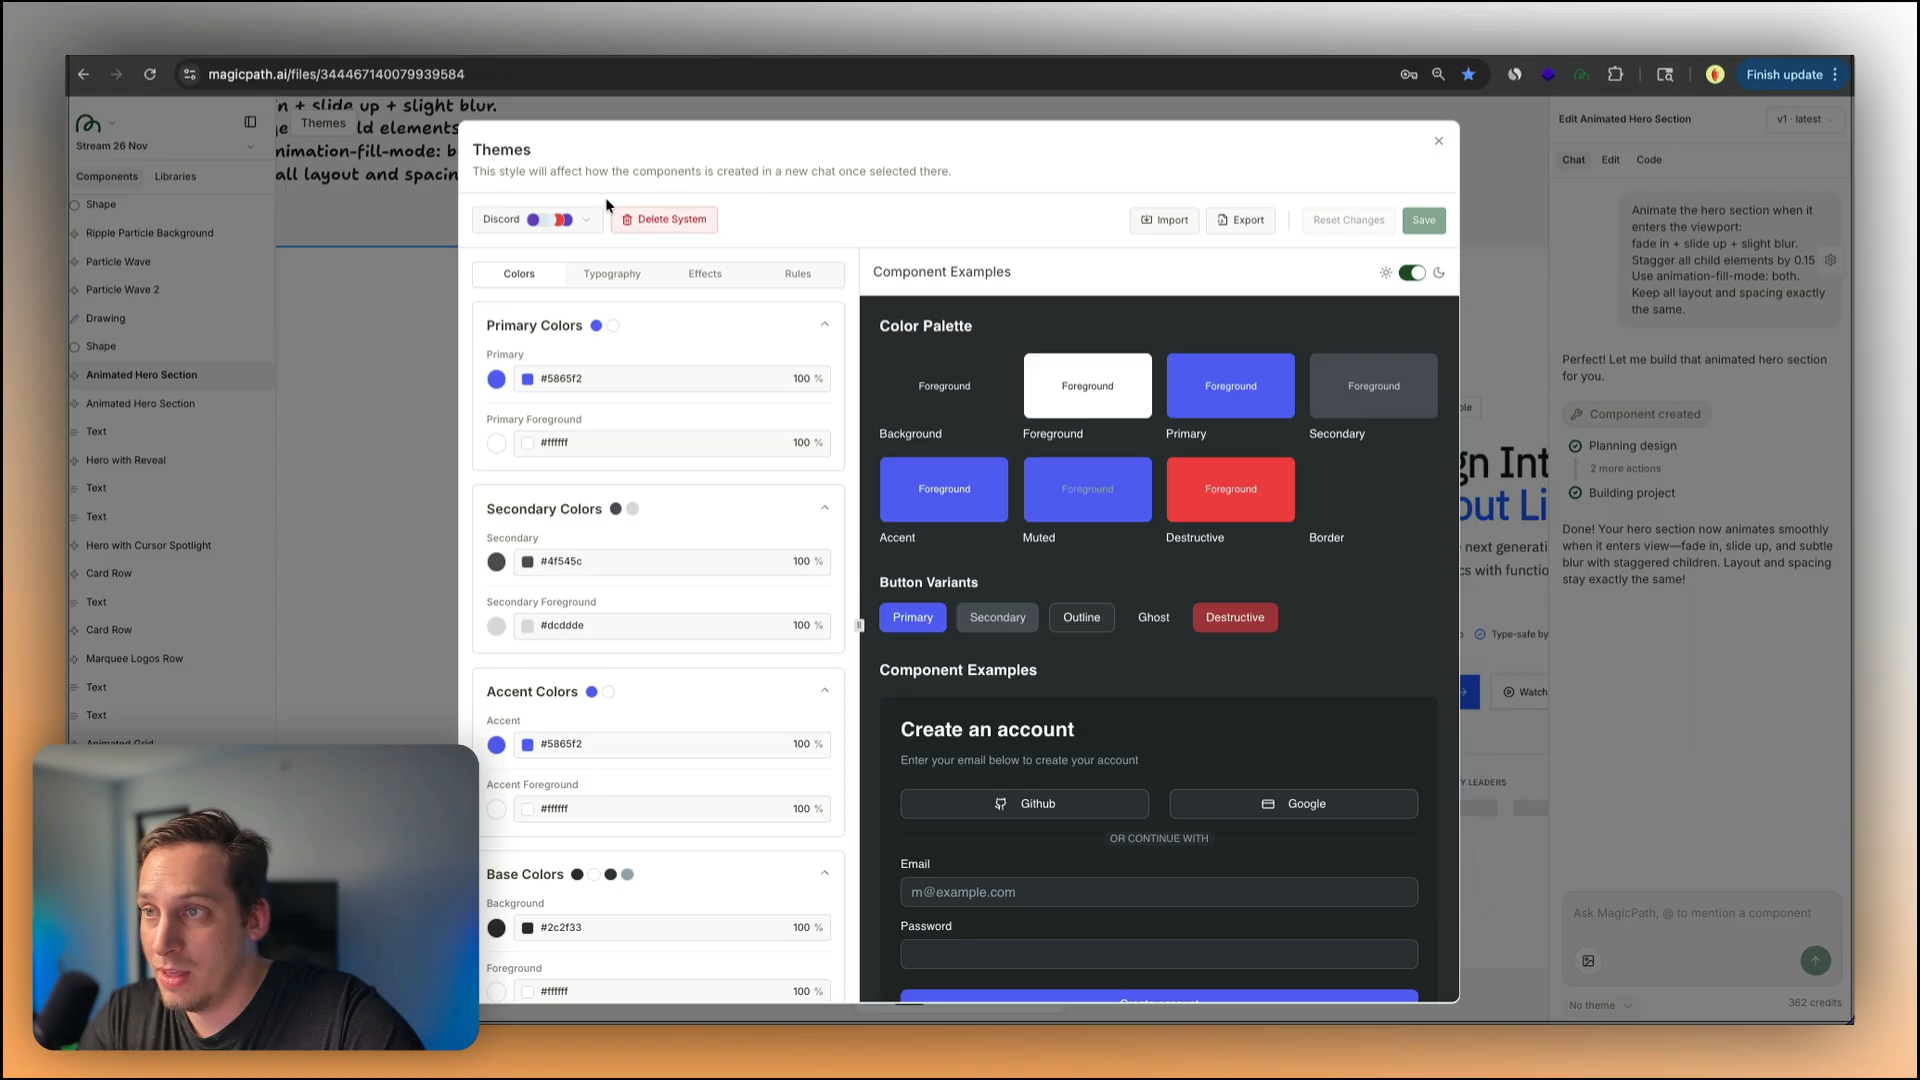 magicpath.ai/files/344467140079939584
Finish update
Stream 26 Nov
Components
Libraries
Shape
Ripple Particle Background
Particle Wave
Particle Wave 2
Drawing
Shape
Animated Hero Section
Animated Hero Section
Text
Hero with Reveal
Text
Text
Hero with Cursor Spotlight
Card Row
Text
Card Row
Marquee Logos Row
Text
Text
Animated Grid
in + slide up + slight blur.
Themes
ld elements
nimation-fill-mode: b
all layout and spacin
Themes
This style will affect how the components is created in a new chat once selected there.
Discord
Delete System
Import
Export
Reset Changes
Save
Colors
Typography
Effects
Rules
Primary Colors
Primary
#5865f2
100 %
Primary Foreground
#ffffff
100 %
Secondary Colors
Secondary
#4f545c
100 %
Secondary Foreground
#dcddde
100 %
Accent Colors
Accent
#5865f2
100 %
Accent Foreground
#ffffff
100 %
Base Colors
Background
#2c2f33
100 %
Foreground
#ffffff
100 %
Component Examples
Color Palette
Foreground
Foreground
Foreground
Foreground
Background
Foreground
Primary
Secondary
Foreground
Foreground
Foreground
Accent
Muted
Destructive
Border
Button Variants
Primary
Secondary
Outline
Ghost
Destructive
Component Examples
Create an account
Enter your email below to create your account
Github
Google
OR CONTINUE WITH
Email
m@example.com
Password
gn Int
out Li
next generati
cs with functio
Type-safe by
Watch
Y LEADERS
Edit Animated Hero Section
v1 · latest
Chat
Edit
Code
Animate the hero section when it
enters the viewport:
fade in + slide up + slight blur.
Stagger all child elements by 0.15
Use animation-fill-mode: both.
Keep all layout and spacing exactly
the same.
Perfect! Let me build that animated hero section
for you.
Component created
Planning design
2 more actions
Building project
Done! Your hero section now animates smoothly
when it enters view—fade in, slide up, and subtle
blur with staggered children. Layout and spacing
stay exactly the same!
Ask MagicPath, @ to mention a component
No theme
362 credits